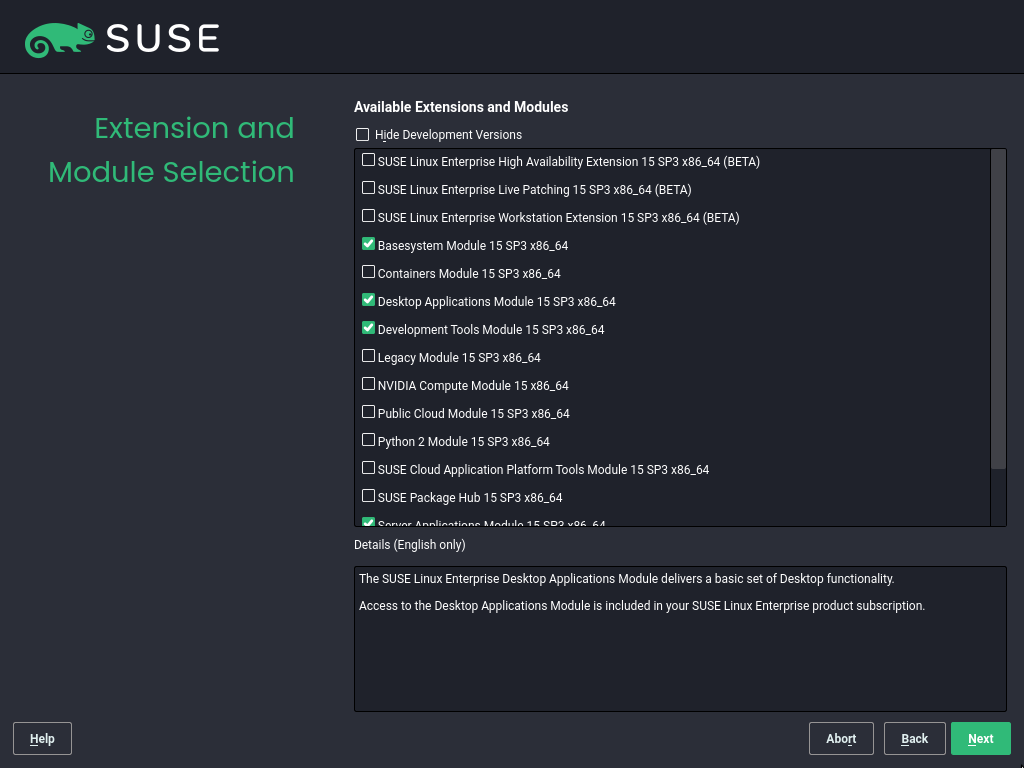 SUSE
Extension and
Module Selection
Available Extensions and Modules
Hide Development Versions
SUSE Linux Enterprise High Availability Extension 15 SP3 x86_64 (BETA)
SUSE Linux Enterprise Live Patching 15 SP3 x86_64 (BETA)
SUSE Linux Enterprise Workstation Extension 15 SP3 x86_64 (BETA)
Basesystem Module 15 SP3 x86_64
Containers Module 15 SP3 x86_64
Desktop Applications Module 15 SP3 x86_64
Development Tools Module 15 SP3 x86_64
Legacy Module 15 SP3 x86_64
NVIDIA Compute Module 15 x86_64
Public Cloud Module 15 SP3 x86_64
Python 2 Module 15 SP3 x86_64
SUSE Cloud Application Platform Tools Module 15 SP3 x86_64
SUSE Package Hub 15 SP3 x86_64
Server Applications Module 15 SP3 x86_64
Details (English only)
The SUSE Linux Enterprise Desktop Applications Module delivers a basic set of Desktop functionality.
Access to the Desktop Applications Module is included in your SUSE Linux Enterprise product subscription.
Help
Abort
Back
Next